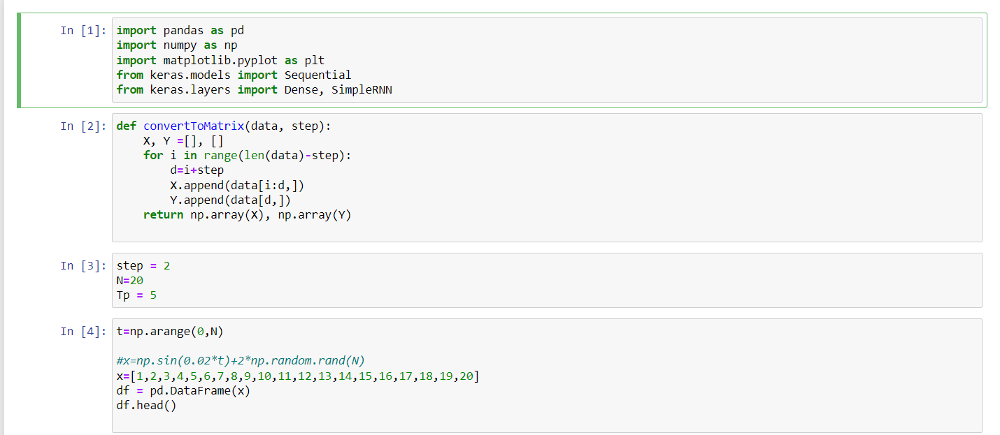 In [1]: import pandas as pd
import numpy as np
import matplotlib.pyplot as plt
from keras.models import Sequential
from keras.layers import Dense, SimpleRNN
In [2]: def convertToMatrix(data, step):
    X, Y =[], []
    for i in range(len(data)-step):
        d=i+step
        X.append(data[i:d,])
        Y.append(data[d,])
    return np.array(X), np.array(Y)
In [3]: step = 2
N=20
Tp = 5
In [4]: t=np.arange(0,N)
#x=np.sin(0.02*t)+2*np.random.rand(N)
x=[1,2,3,4,5,6,7,8,9,10,11,12,13,14,15,16,17,18,19,20]
df = pd.DataFrame(x)
df.head()